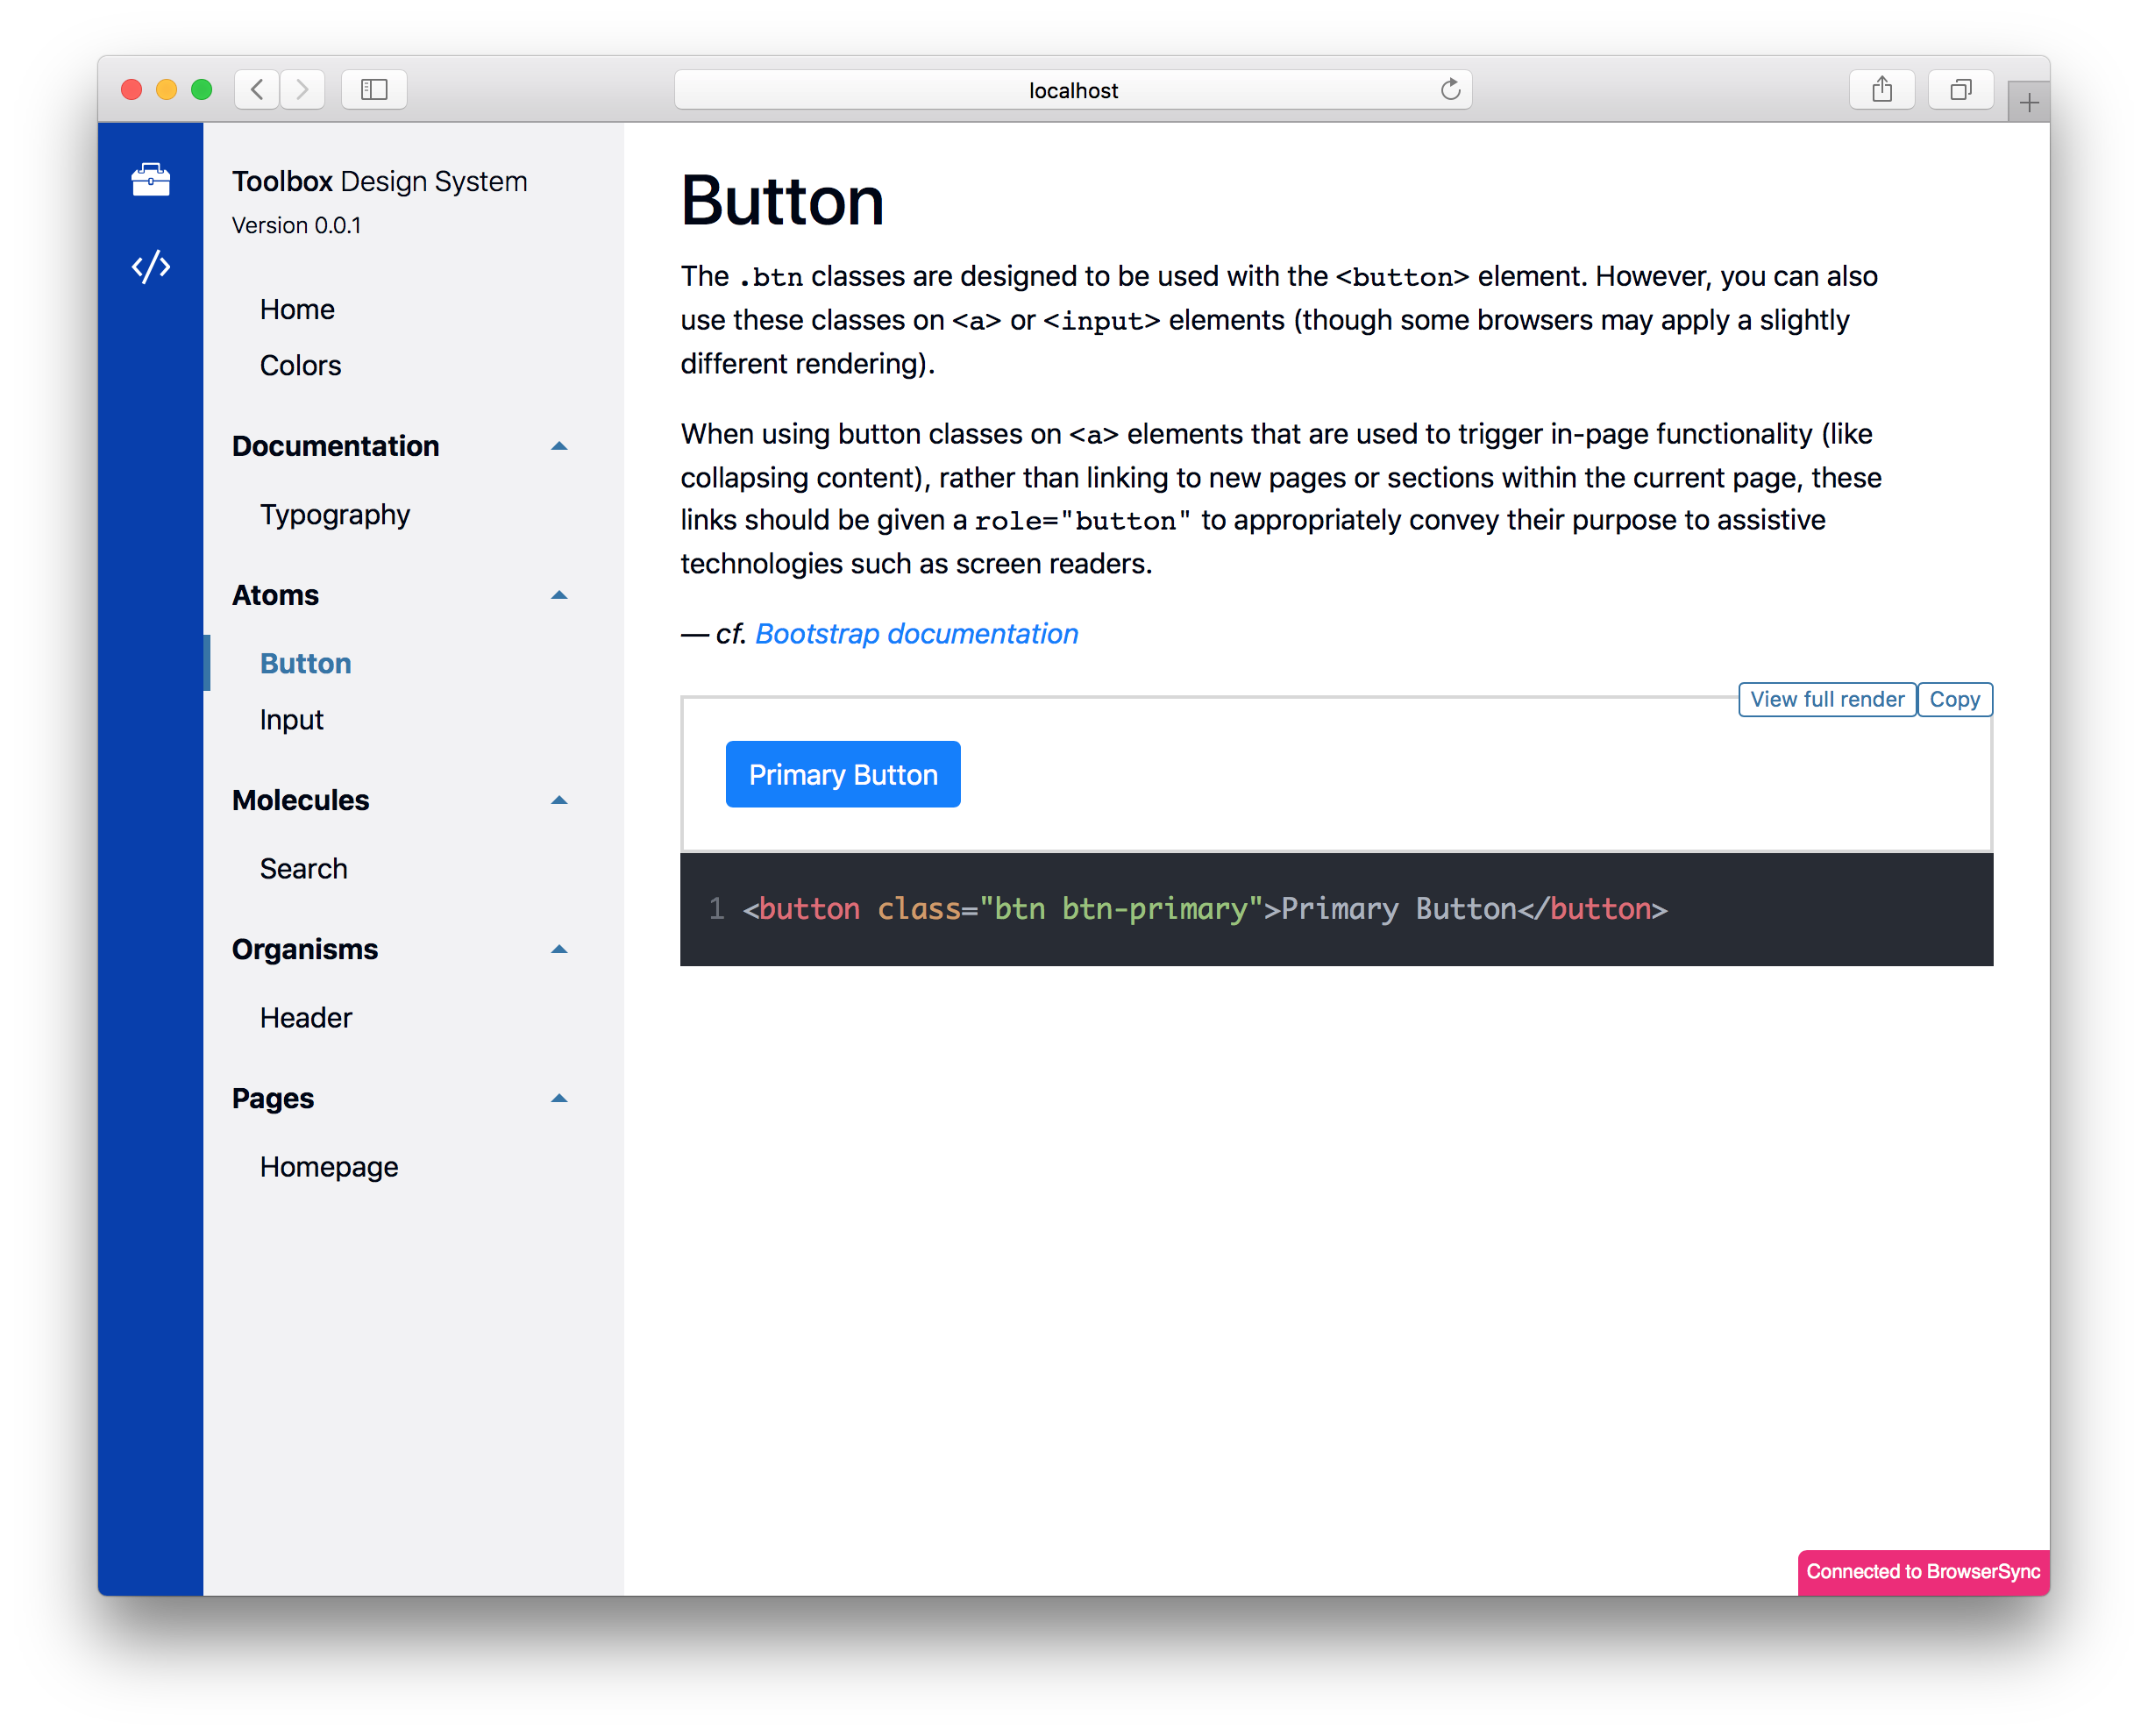 localhost
Toolbox Design System
Version 0.0.1
Home
Colors
Documentation
Typography
Atoms
Button
Input
Molecules
Search
Organisms
Header
Pages
Homepage
Button
The .btn classes are designed to be used with the <button> element. However, you can also
use these classes on <a> or <input> elements (though some browsers may apply a slightly
different rendering).
When using button classes on <a> elements that are used to trigger in-page functionality (like
collapsing content), rather than linking to new pages or sections within the current page, these
links should be given a role="button" to appropriately convey their purpose to assistive
technologies such as screen readers.
— cf. Bootstrap documentation
View full render Copy
Primary Button
1 <button class="btn btn-primary">Primary Button</button>
Connected to BrowserSync